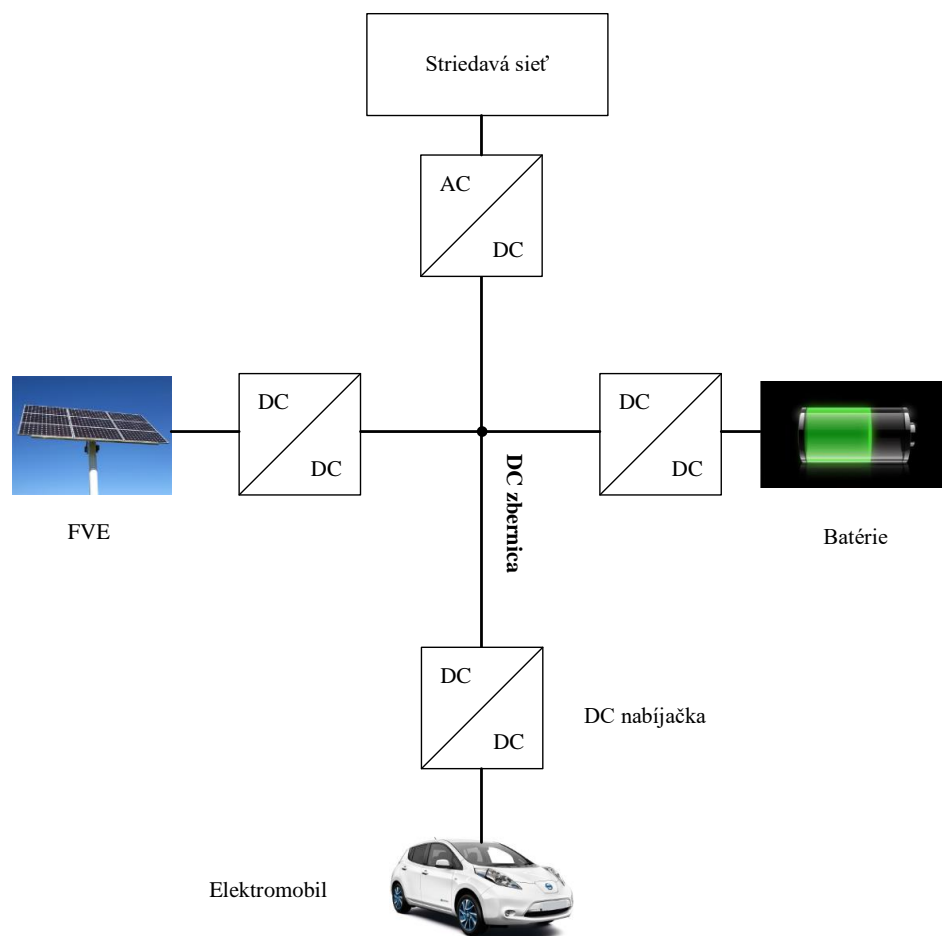 Striedavá sieť
AC
DC
DC
DC
DC
DC
FVE
DC zbernica
Batérie
DC
DC
DC nabíjačka
Elektromobil